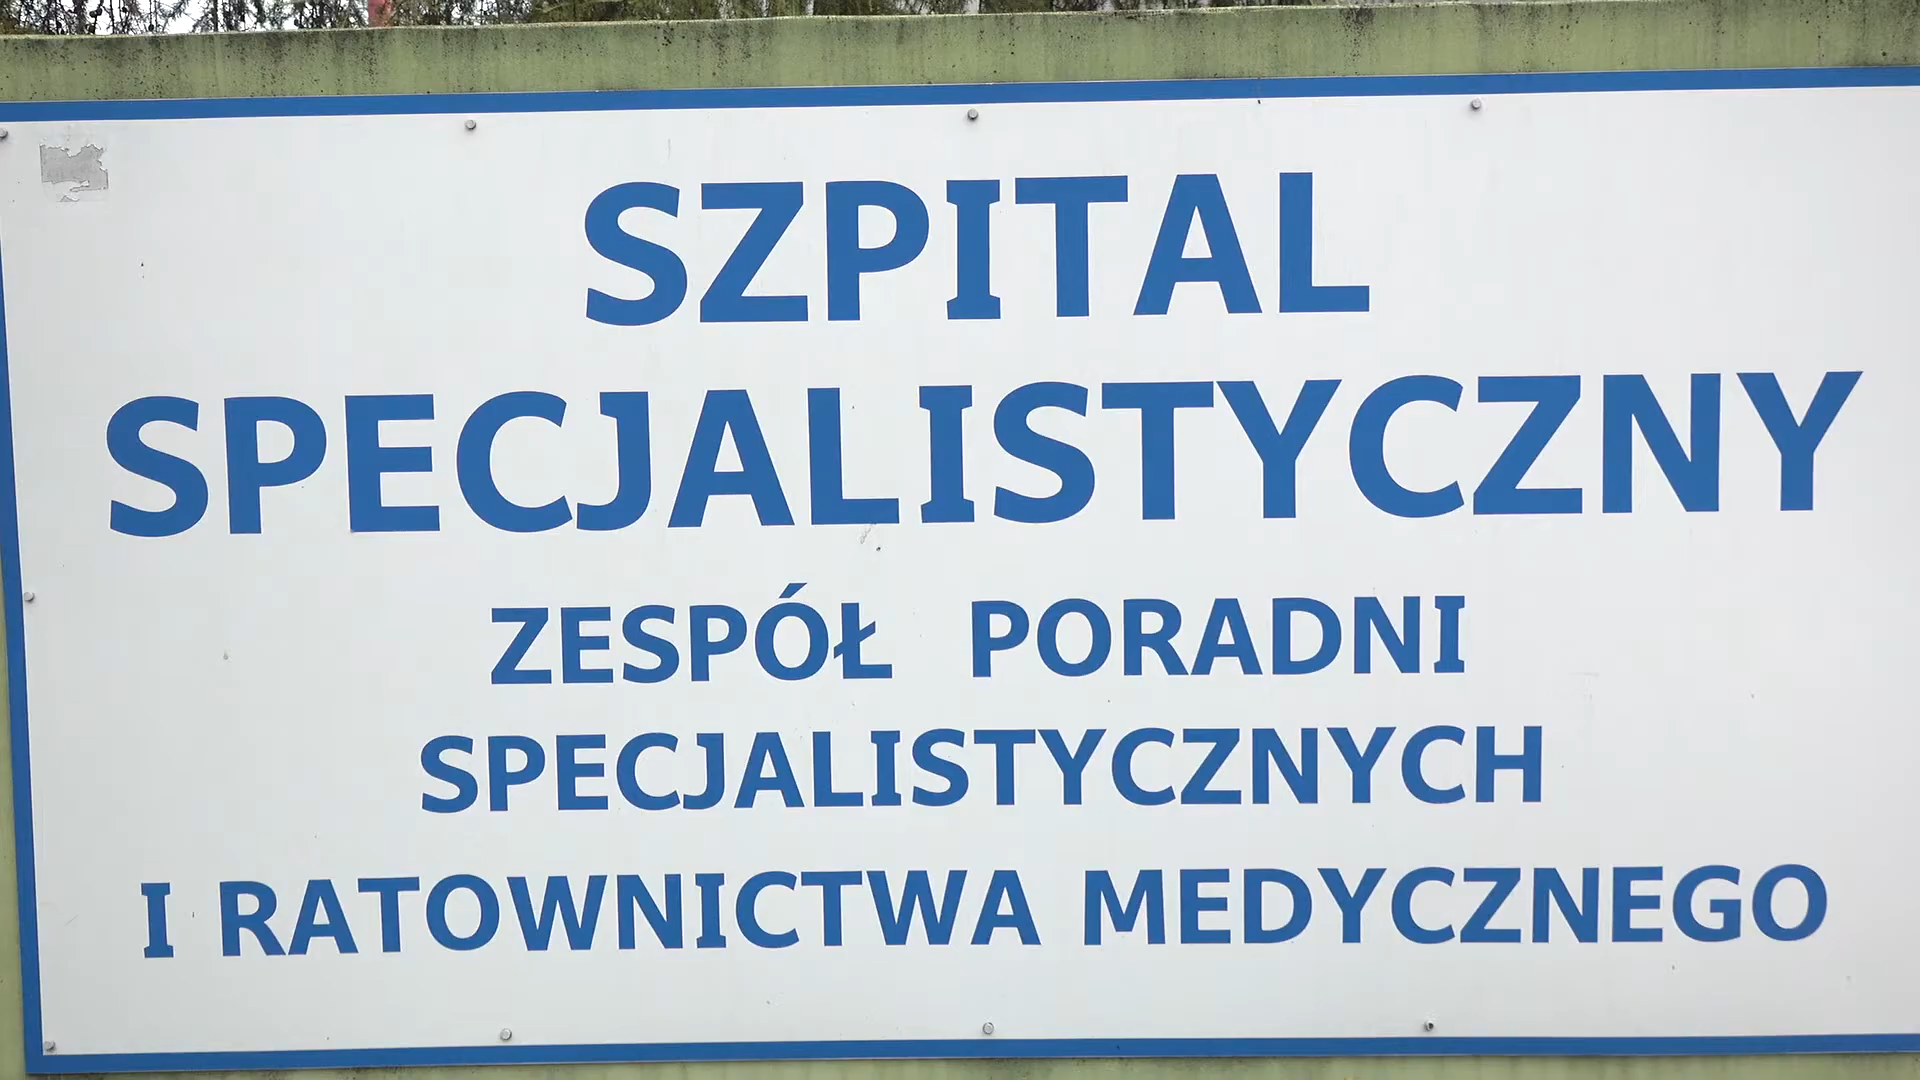 SZPITAL
SPECJALISTYCZNY
ZESPÓŁ PORADNI
SPECJALISTYCZNYCH
I RATOWNICTWA MEDYCZNEGO